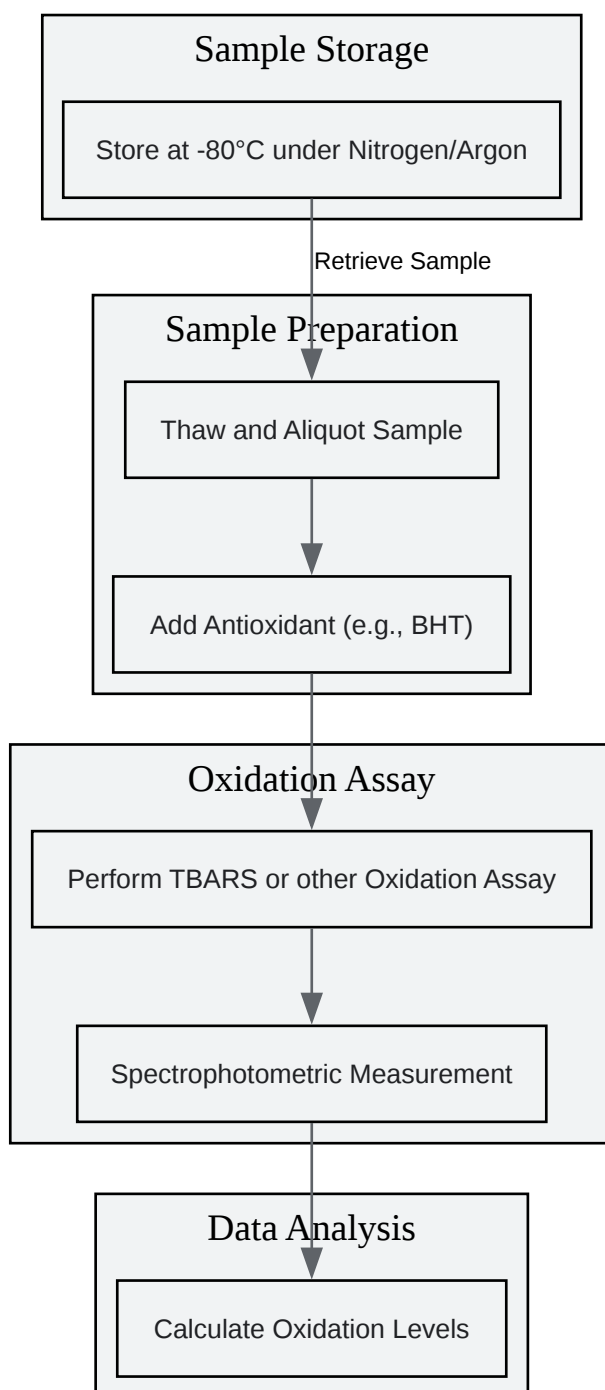 Sample Storage
Store at -80°C under Nitrogen/Argon
Retrieve Sample
Sample Preparation
Thaw and Aliquot Sample
Add Antioxidant (e.g., BHT)
Oxidation Assay
Perform TBARS or other Oxidation Assay
Spectrophotometric Measurement
Data Analysis
Calculate Oxidation Levels